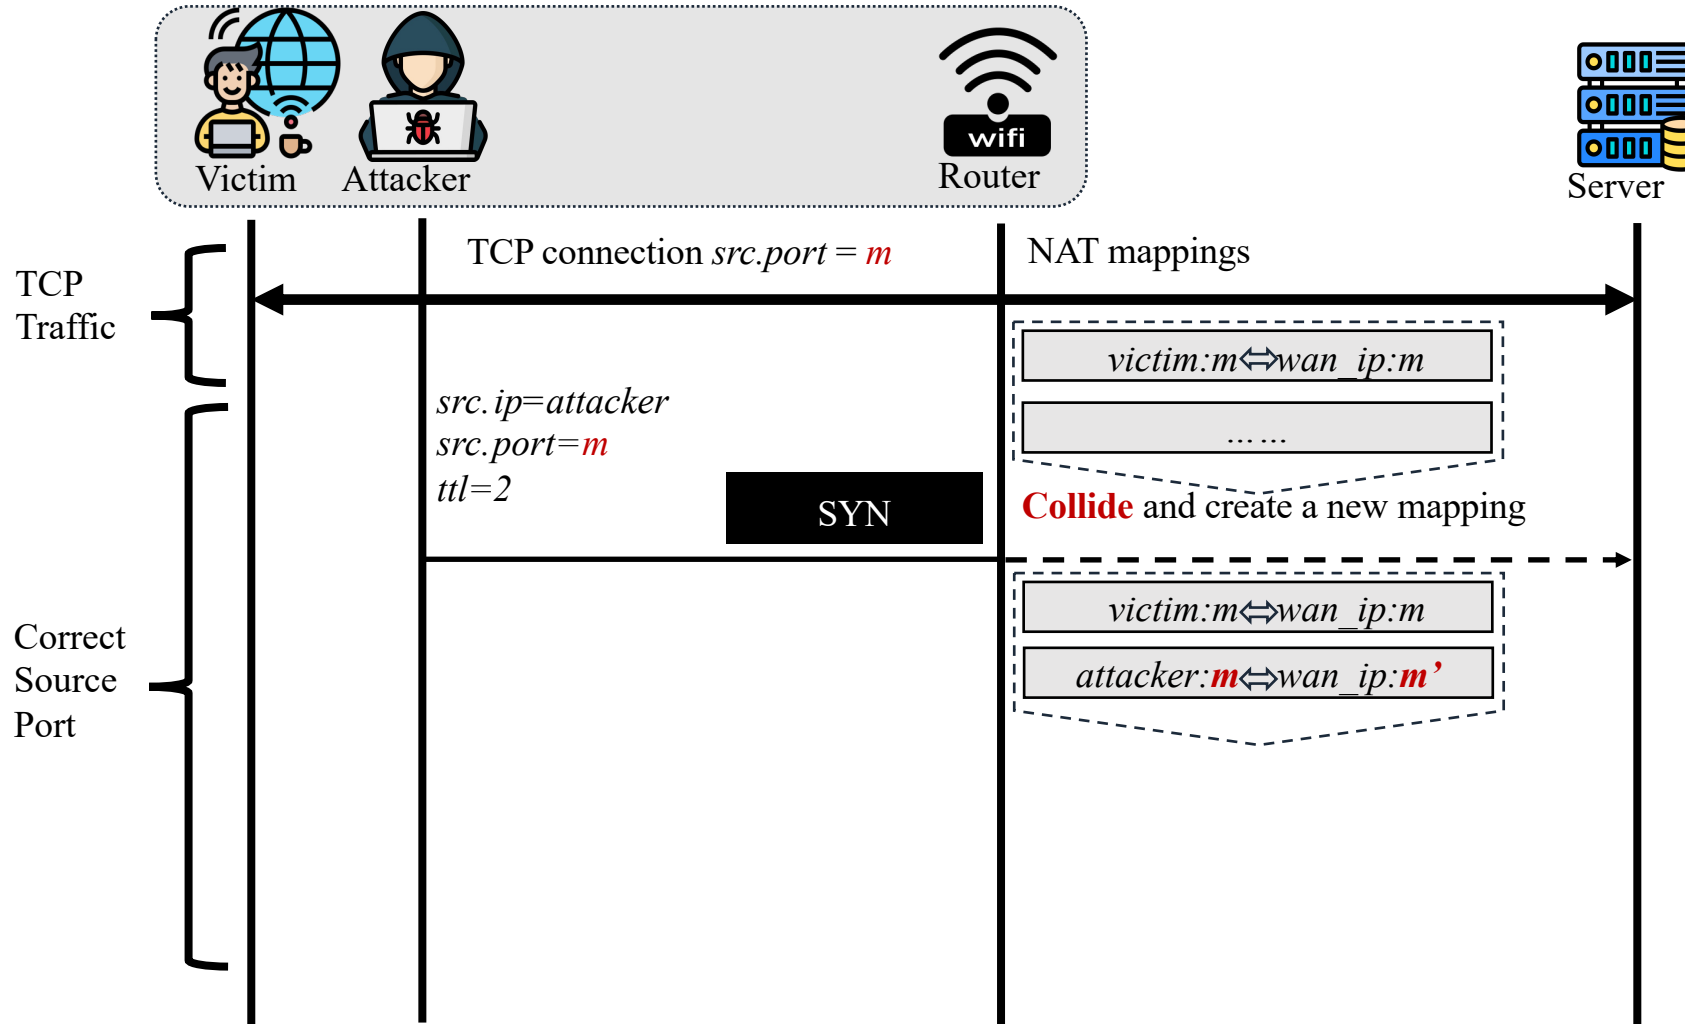 Victim
Attacker
wifi
Router
Server
TCP connection src.port = m
NAT mappings
TCP
Traffic
victim:m⇔wan_ip:m
... ...
src.ip=attacker
src.port=m
ttl=2
SYN
Collide and create a new mapping
victim:m⇔wan_ip:m
attacker:m⇔wan_ip:m’
Correct
Source
Port